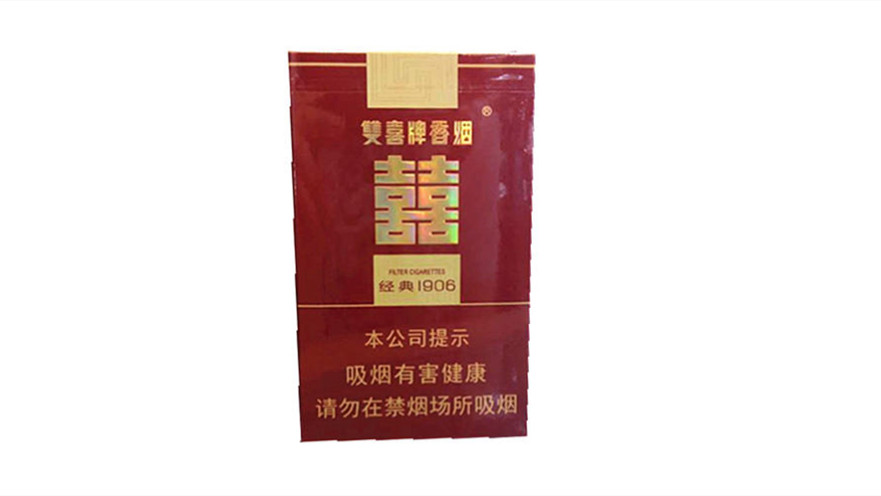 ®
雙喜牌香烟
囍
FILTER CIGARETTES
经典1906
本公司提示
吸烟有害健康
请勿在禁烟场所吸烟